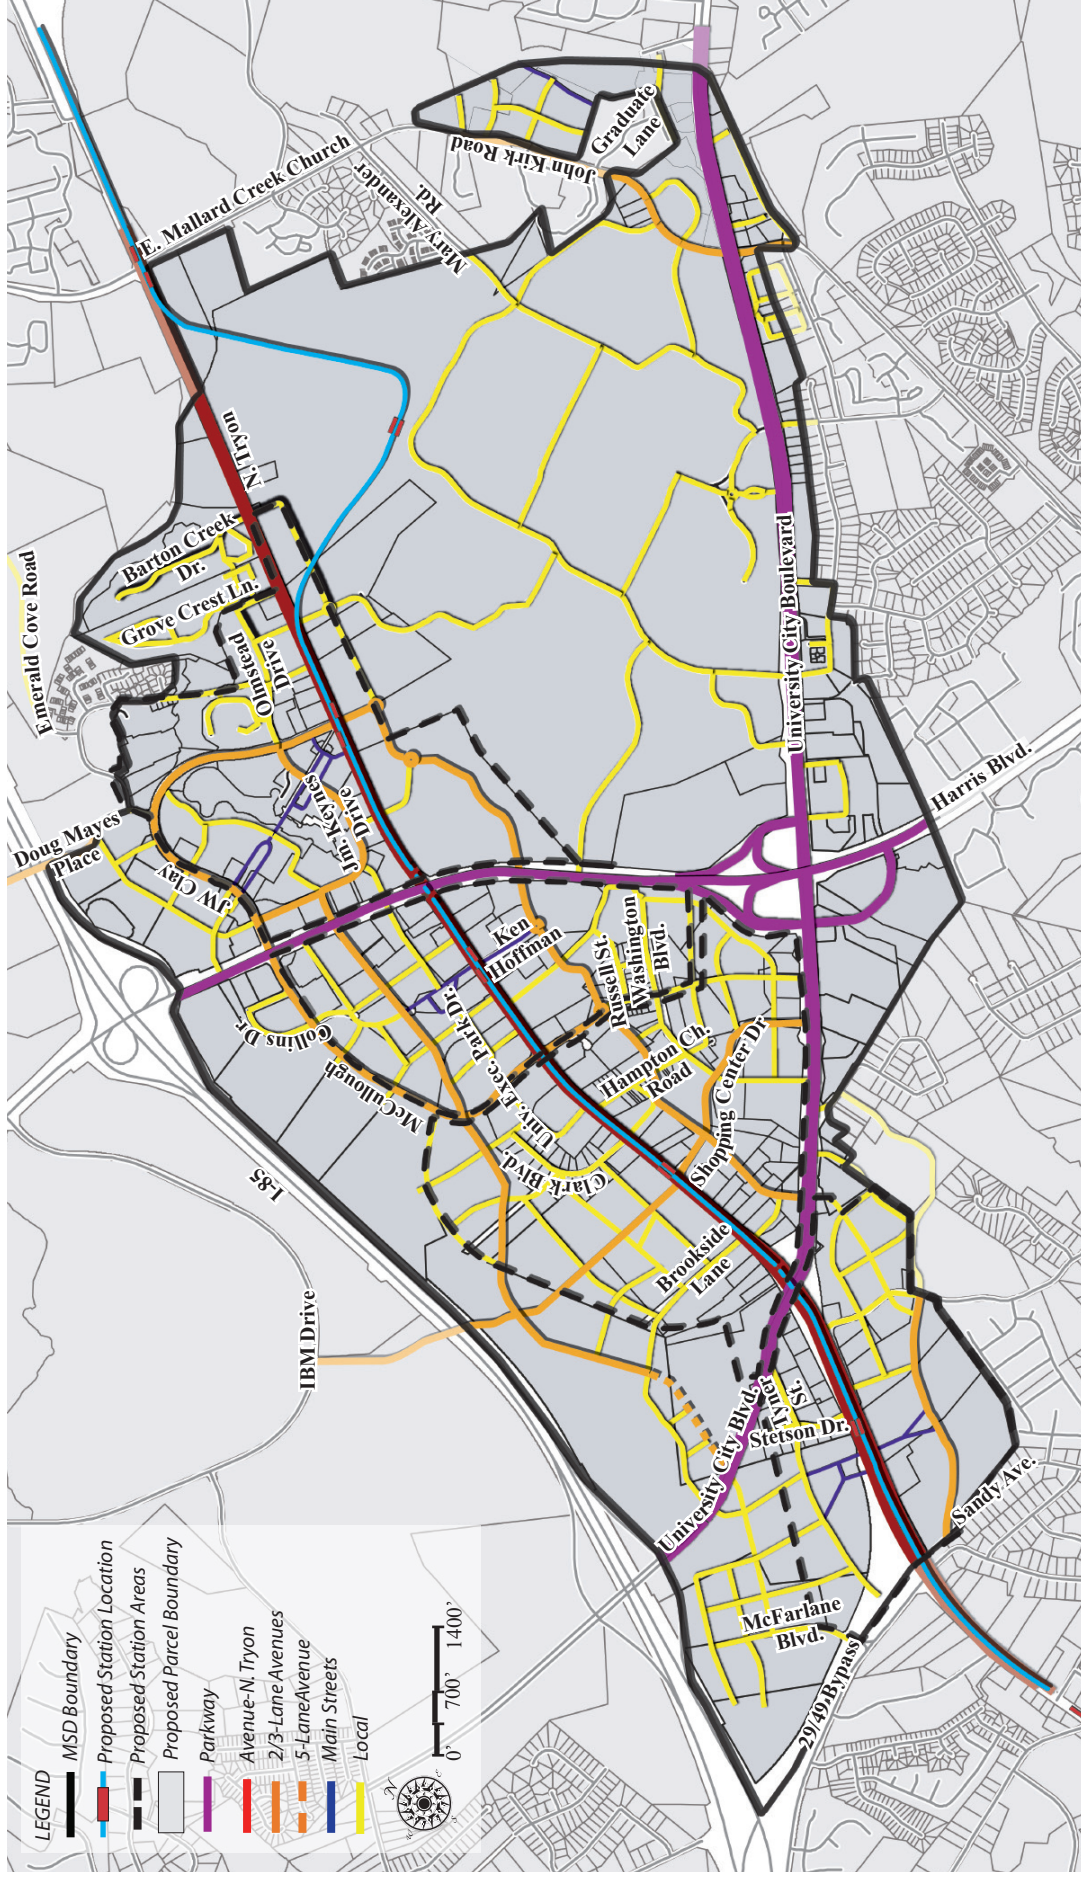 E. Mallard Creek Church
Rd.
Mary Alexander
John Kirk Road
Graduate
Lane
N. Tryon
Barton Creek
Dr.
Grove Crest Ln.
Olmstead
Drive
Emerald Cove Road
Doug Mayes
Place
JW Clay
Jm. Keynes
Drive
University City Boulevard
Harris Blvd.
Ken
Hoffman
Russell St.
Washington
Blvd.
Collins Dr.
McCullough
Univ. Exec. Park Dr.
Hampton Ch.
Road
Shopping Center Dr
Clark Blvd.
I-85
Brookside
Lane
IBM Drive
University City Blvd.
Tyner
St.
Stetson Dr.
Sandy Ave.
McFarlane
Blvd.
29/49 Bypass
LEGEND
MSD Boundary
Proposed Station Location
Proposed Station Areas
Proposed Parcel Boundary
Parkway
Avenue-N. Tryon
2/3-Lane Avenues
5-LaneAvenue
Main Streets
Local
N
0' 700' 1400'